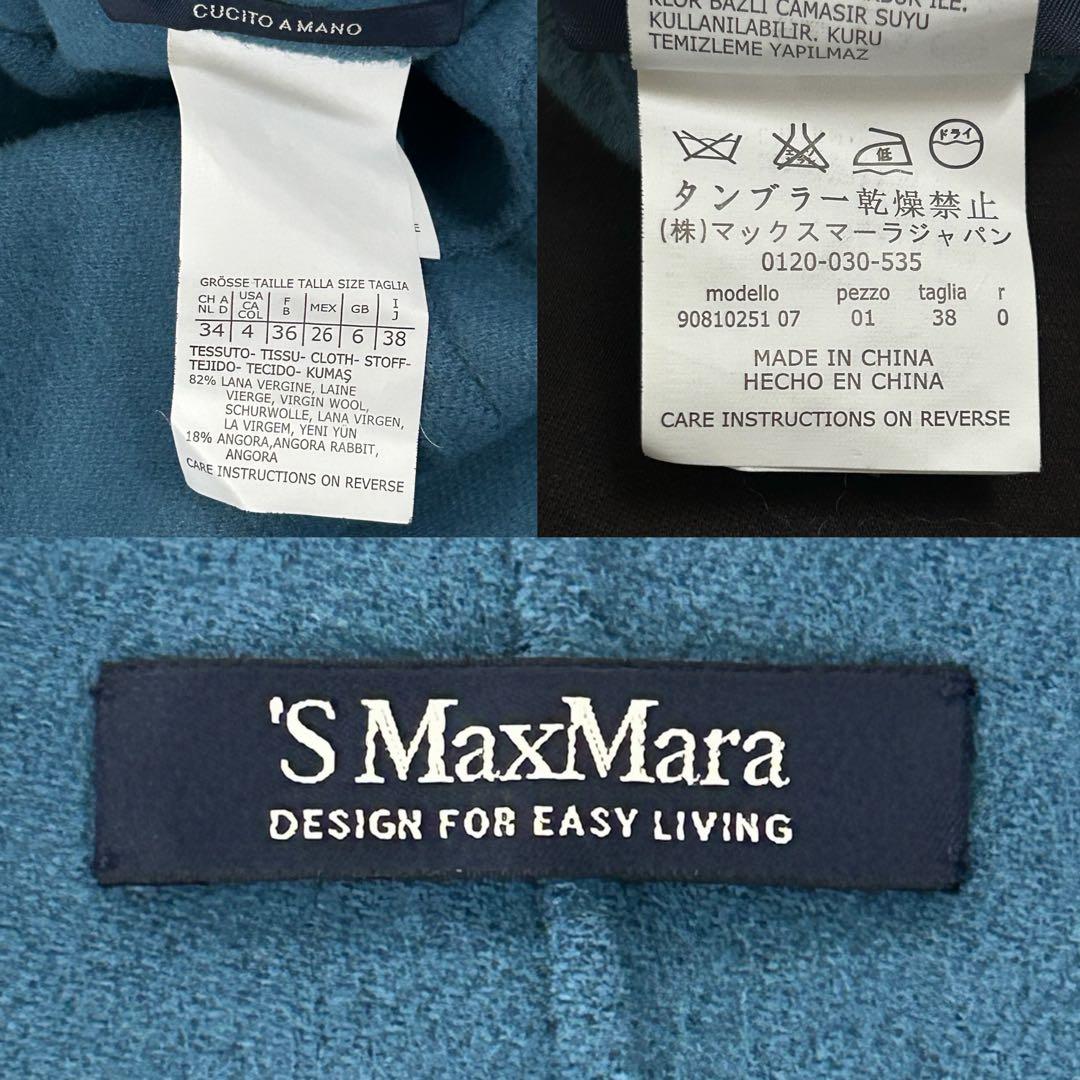 CUCITO A MANO
E
GRÖSSE TAILLE TALLA SIZE TAGLIA
CH A NL D USA CA COL F B MEX GB I J
34 4 36 26 6 38
TESSUTO- TISSU- CLOTH- STOFF-
TEJIDO- TECIDO- KUMAŞ
82% LANA VERGINE, LAINE
VIERGE, VIRGIN WOOL,
SCHURWOLLE, LANA VIRGEN,
LA VIRGEM, YENI YÜN
18% ANGORA,ANGORA RABBIT,
ANGORA
CARE INSTRUCTIONS ON REVERSE
KLOR BAZLI CAMASIR SUYU
KULLANILABILIR. KURU
TEMIZLEME YAPILMAZ
低 ドライ
タンブラー乾燥禁止
(株)マックスマーラジャパン
0120-030-535
modello pezzo taglia r
90810251 07 01 38 0
MADE IN CHINA
HECHO EN CHINA
CARE INSTRUCTIONS ON REVERSE
'S MaxMara
DESIGN FOR EASY LIVING